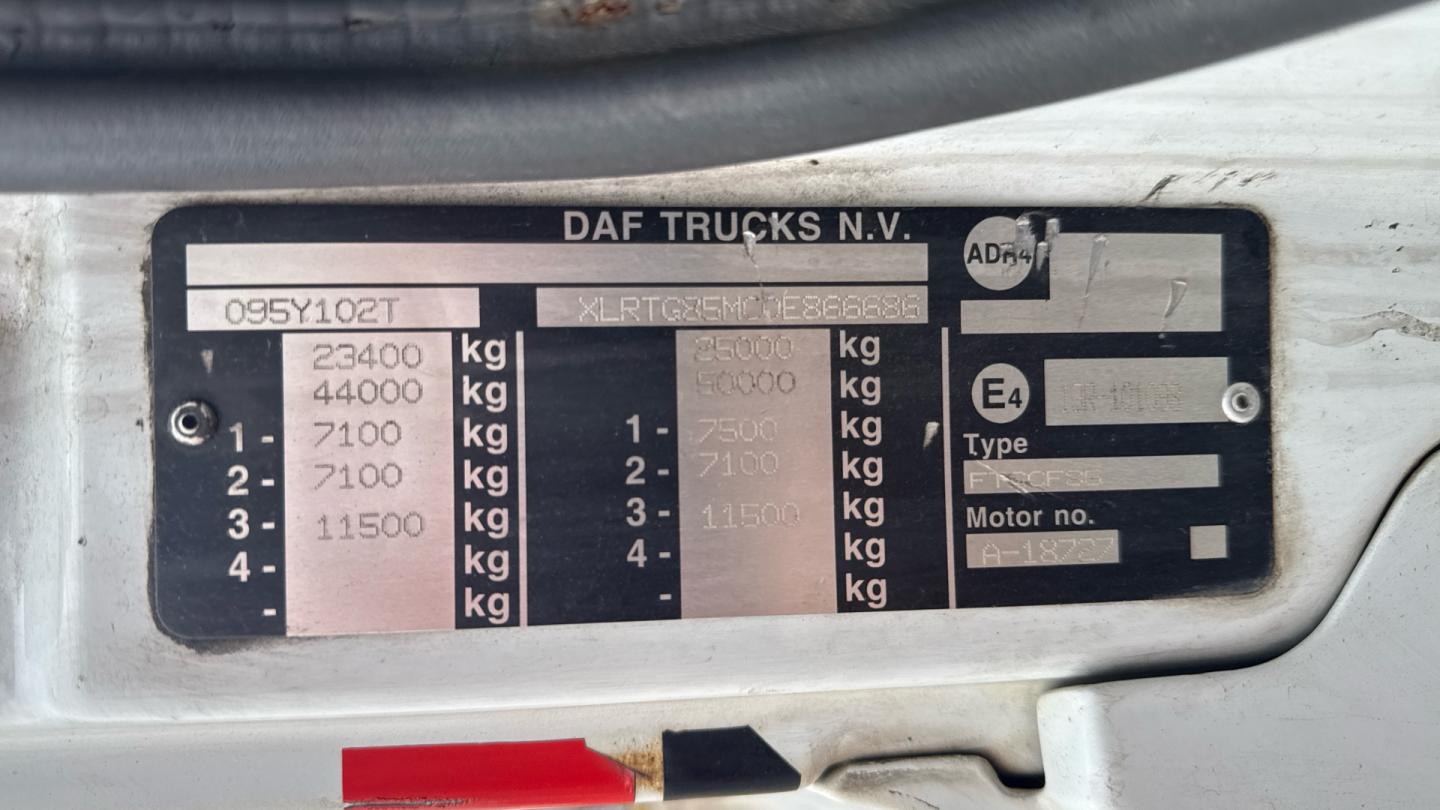 DAF TRUCKS N.V.
095Y102T XLRTG85MC0E866686
23400 kg 25000 kg
44000 kg 50000 kg
1 - 7100 kg 1 - 7500 kg
2 - 7100 kg 2 - 7100 kg
3 - 11500 kg 3 - 11500 kg
4 - kg 4 - kg
- kg - kg
E4
Type
Motor no.
A-18727